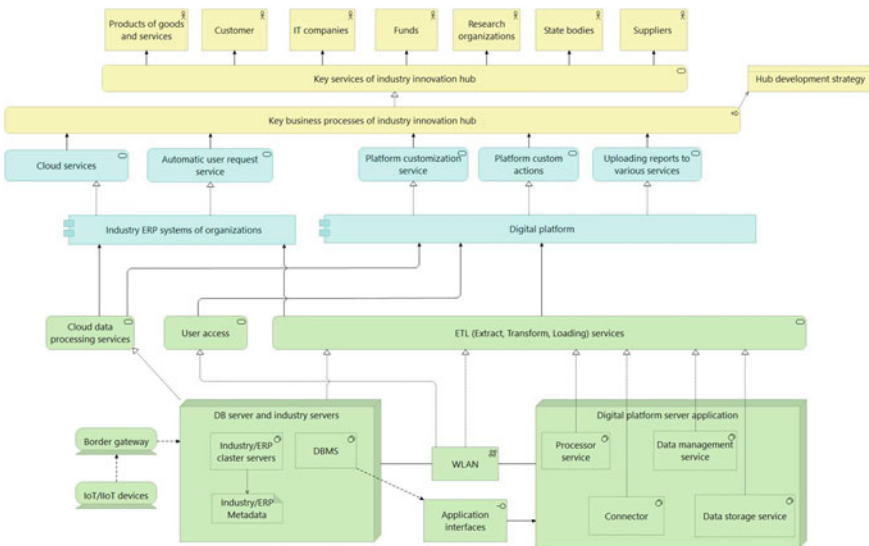 Products of goods
and services
Customer
IT companies
Funds
Research
organizations
State bodies
Suppliers
Key services of industry innovation hub
Hub development strategy
Key business processes of industry innovation hub
Cloud services
Automatic user request
service
Platform customization
service
Platform custom
actions
Uploading reports to
various services
Industry ERP systems of organizations
Digital platform
Cloud data
processing services
User access
ETL (Extract, Transform, Loading) services
DB server and industry servers
Digital platform server application
Border gateway
Industry/ERP
claster servers
DBMS
WLAN
Processor
service
Data management
service
IoT/IIoT devices
Industry/ERP
Metadata
Application
interfaces
Connector
Data storage service